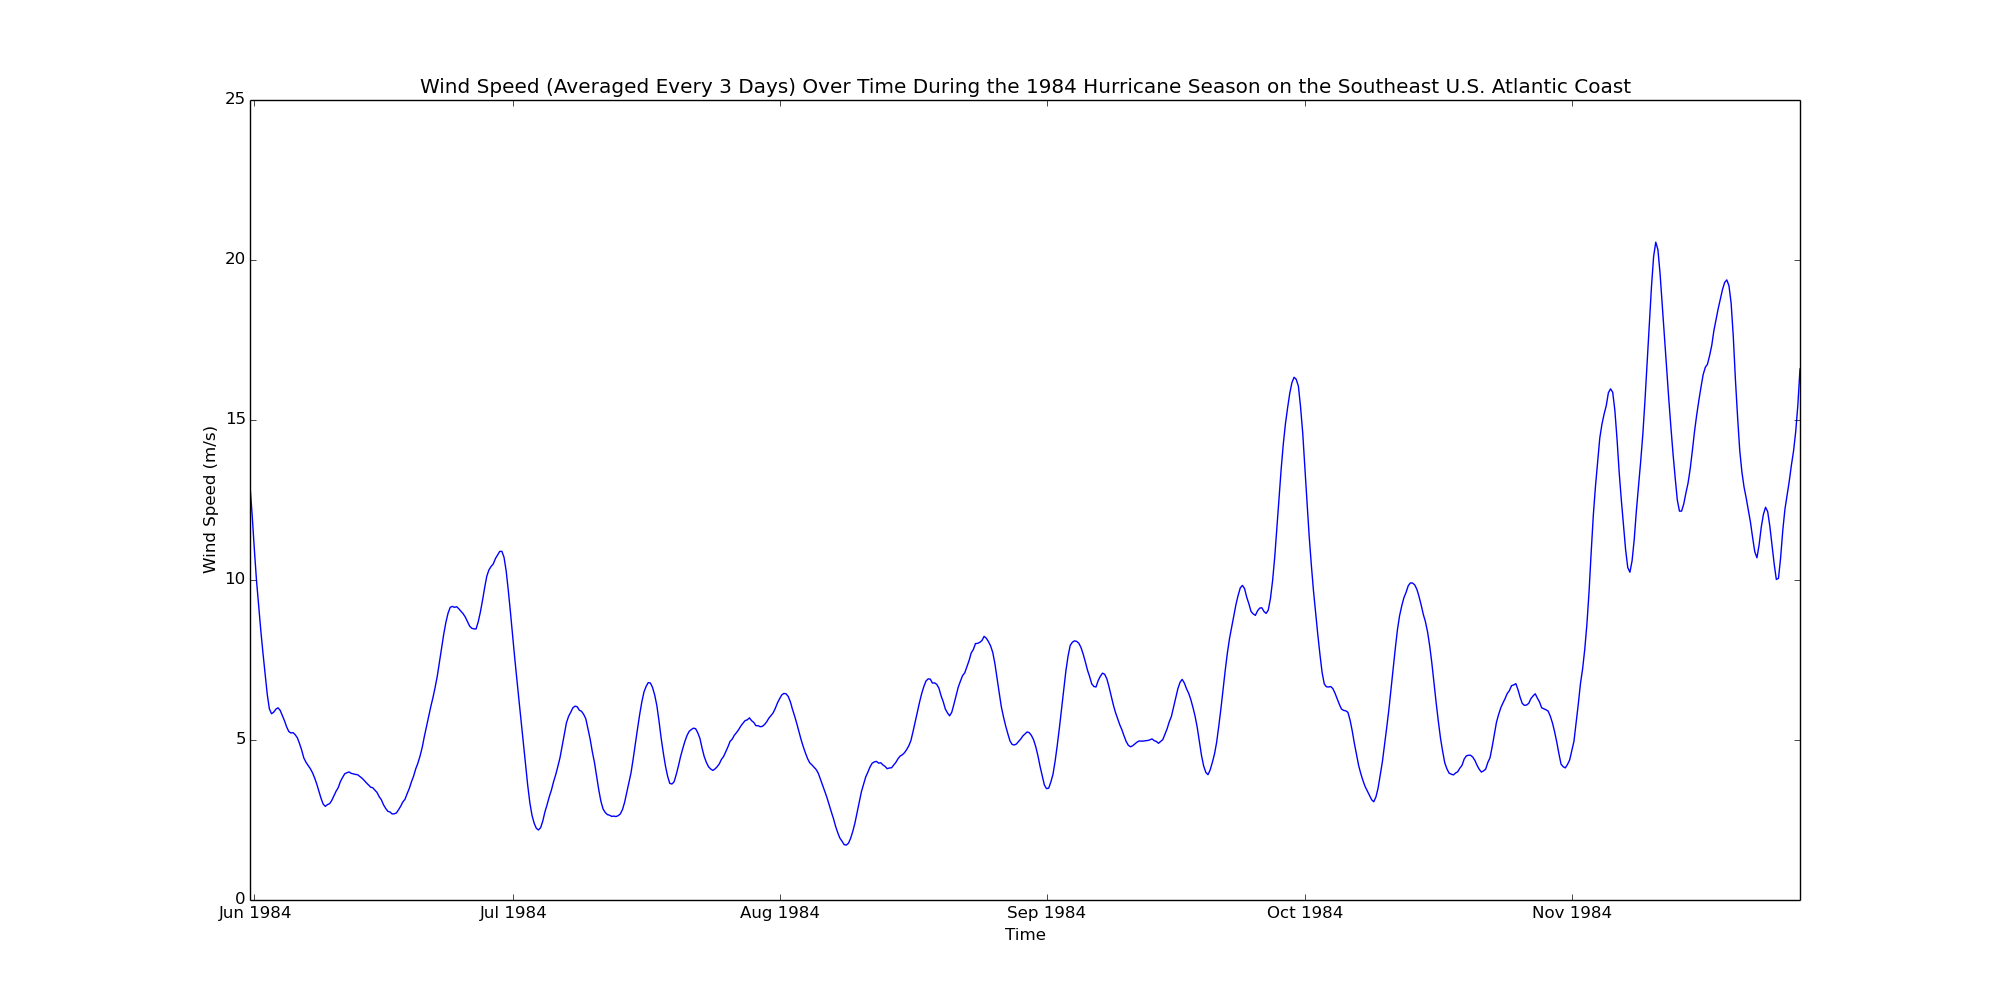 Wind Speed (Averaged Every 3 Days) Over Time During the 1984 Hurricane Season on the Southeast U.S. Atlantic Coast
25
20
15
10
5
0
Wind Speed (m/s)
Jun 1984 Jul 1984 Aug 1984 Sep 1984 Oct 1984 Nov 1984
Time